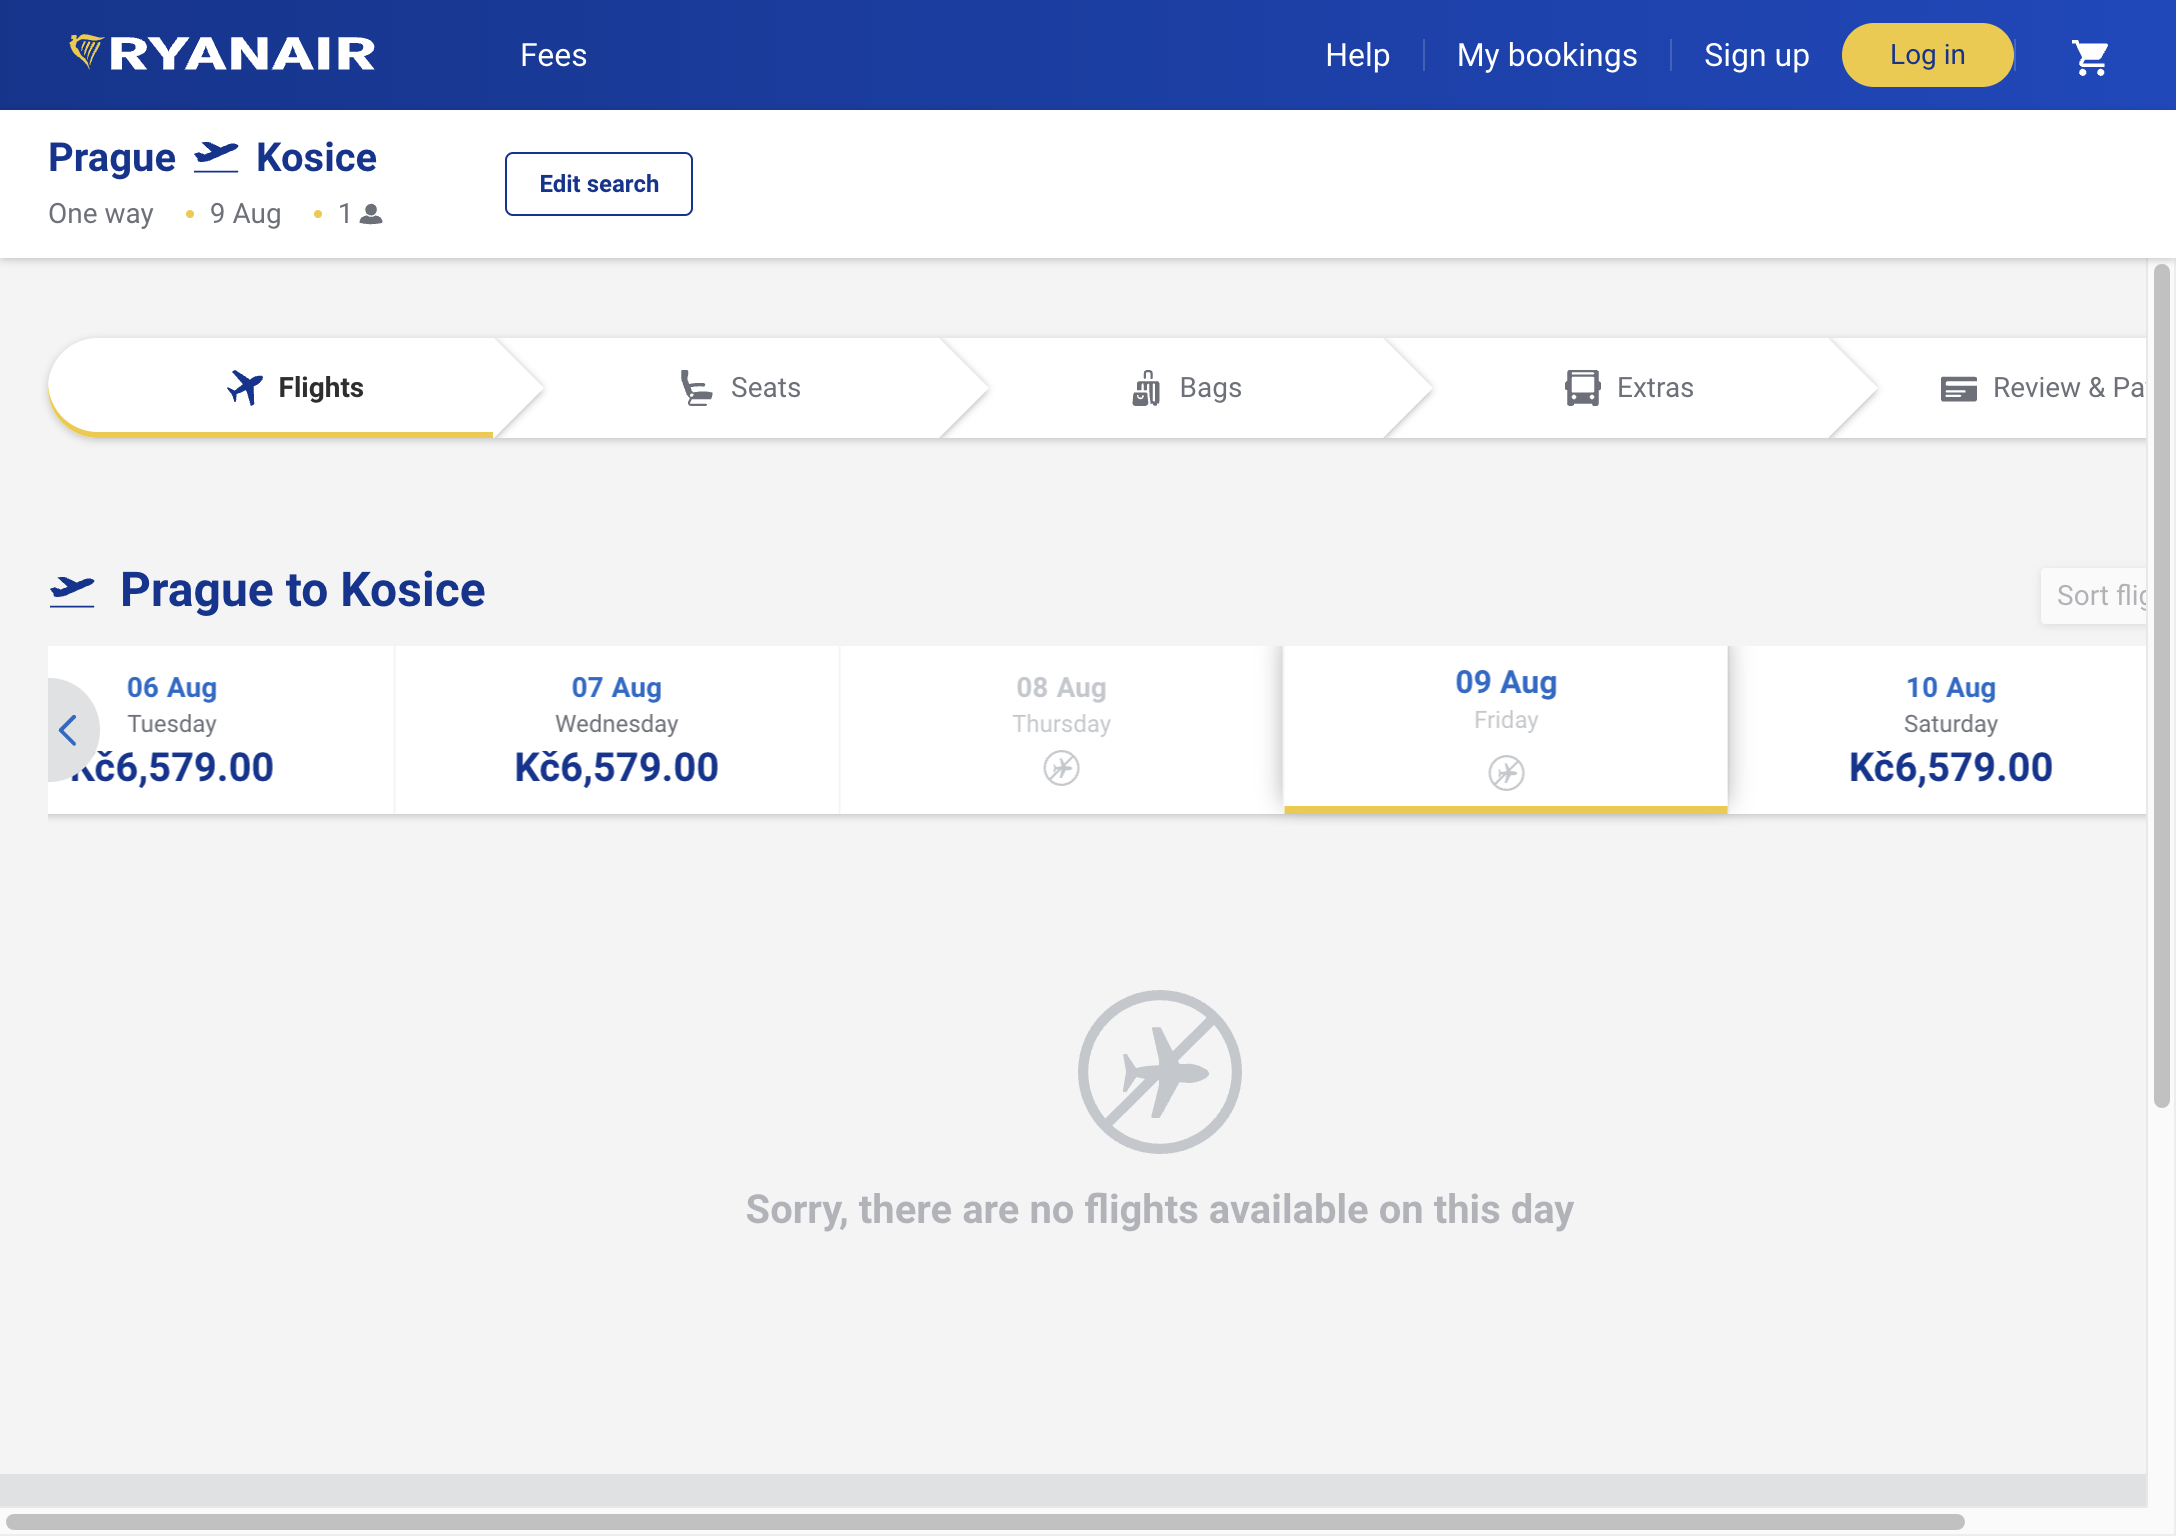 RYANAIR
Fees
Help
My bookings
Sign up
Log in
Prague Kosice
One way • 9 Aug • 1
Edit search
Flights
Seats
Bags
Extras
Review & Pa
Prague to Kosice
Sort flig
06 Aug
Tuesday
Kč6,579.00
07 Aug
Wednesday
Kč6,579.00
08 Aug
Thursday
09 Aug
Friday
10 Aug
Saturday
Kč6,579.00
Sorry, there are no flights available on this day